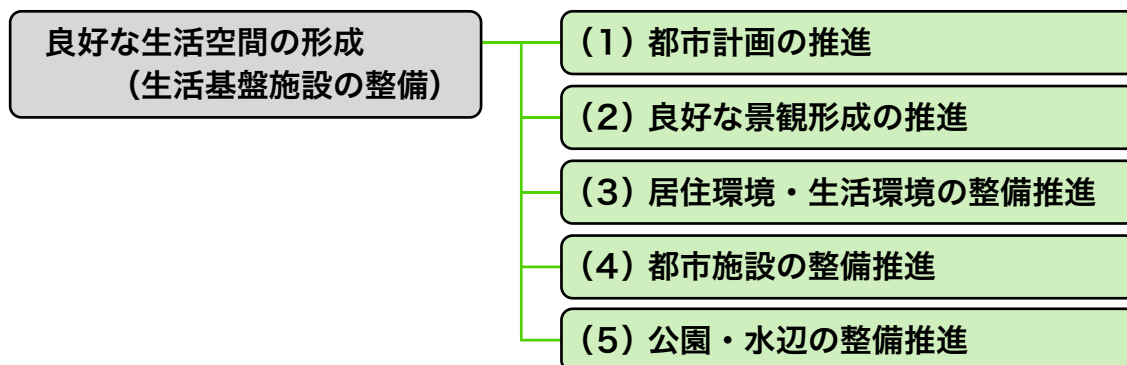 良好な生活空間の形成
（生活基盤施設の整備）
（1）都市計画の推進
（2）良好な景観形成の推進
（3）居住環境・生活環境の整備推進
（4）都市施設の整備推進
（5）公園・水辺の整備推進